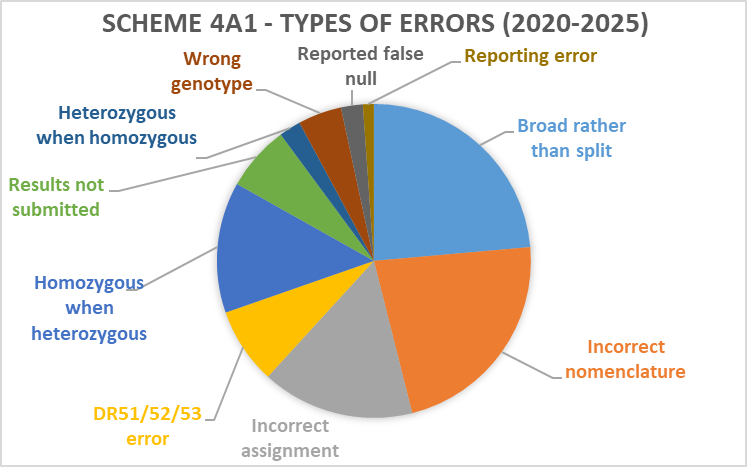 SCHEME 4A1 - TYPES OF ERRORS (2020-2025)
Wrong
genotype
Reported false
null
Reporting error
Heterozygous
when homozygous
Broad rather
than split
Results not
submitted
Homozygous
when
heterozygous
Incorrect
nomenclature
DR51/52/53
error
Incorrect
assignment